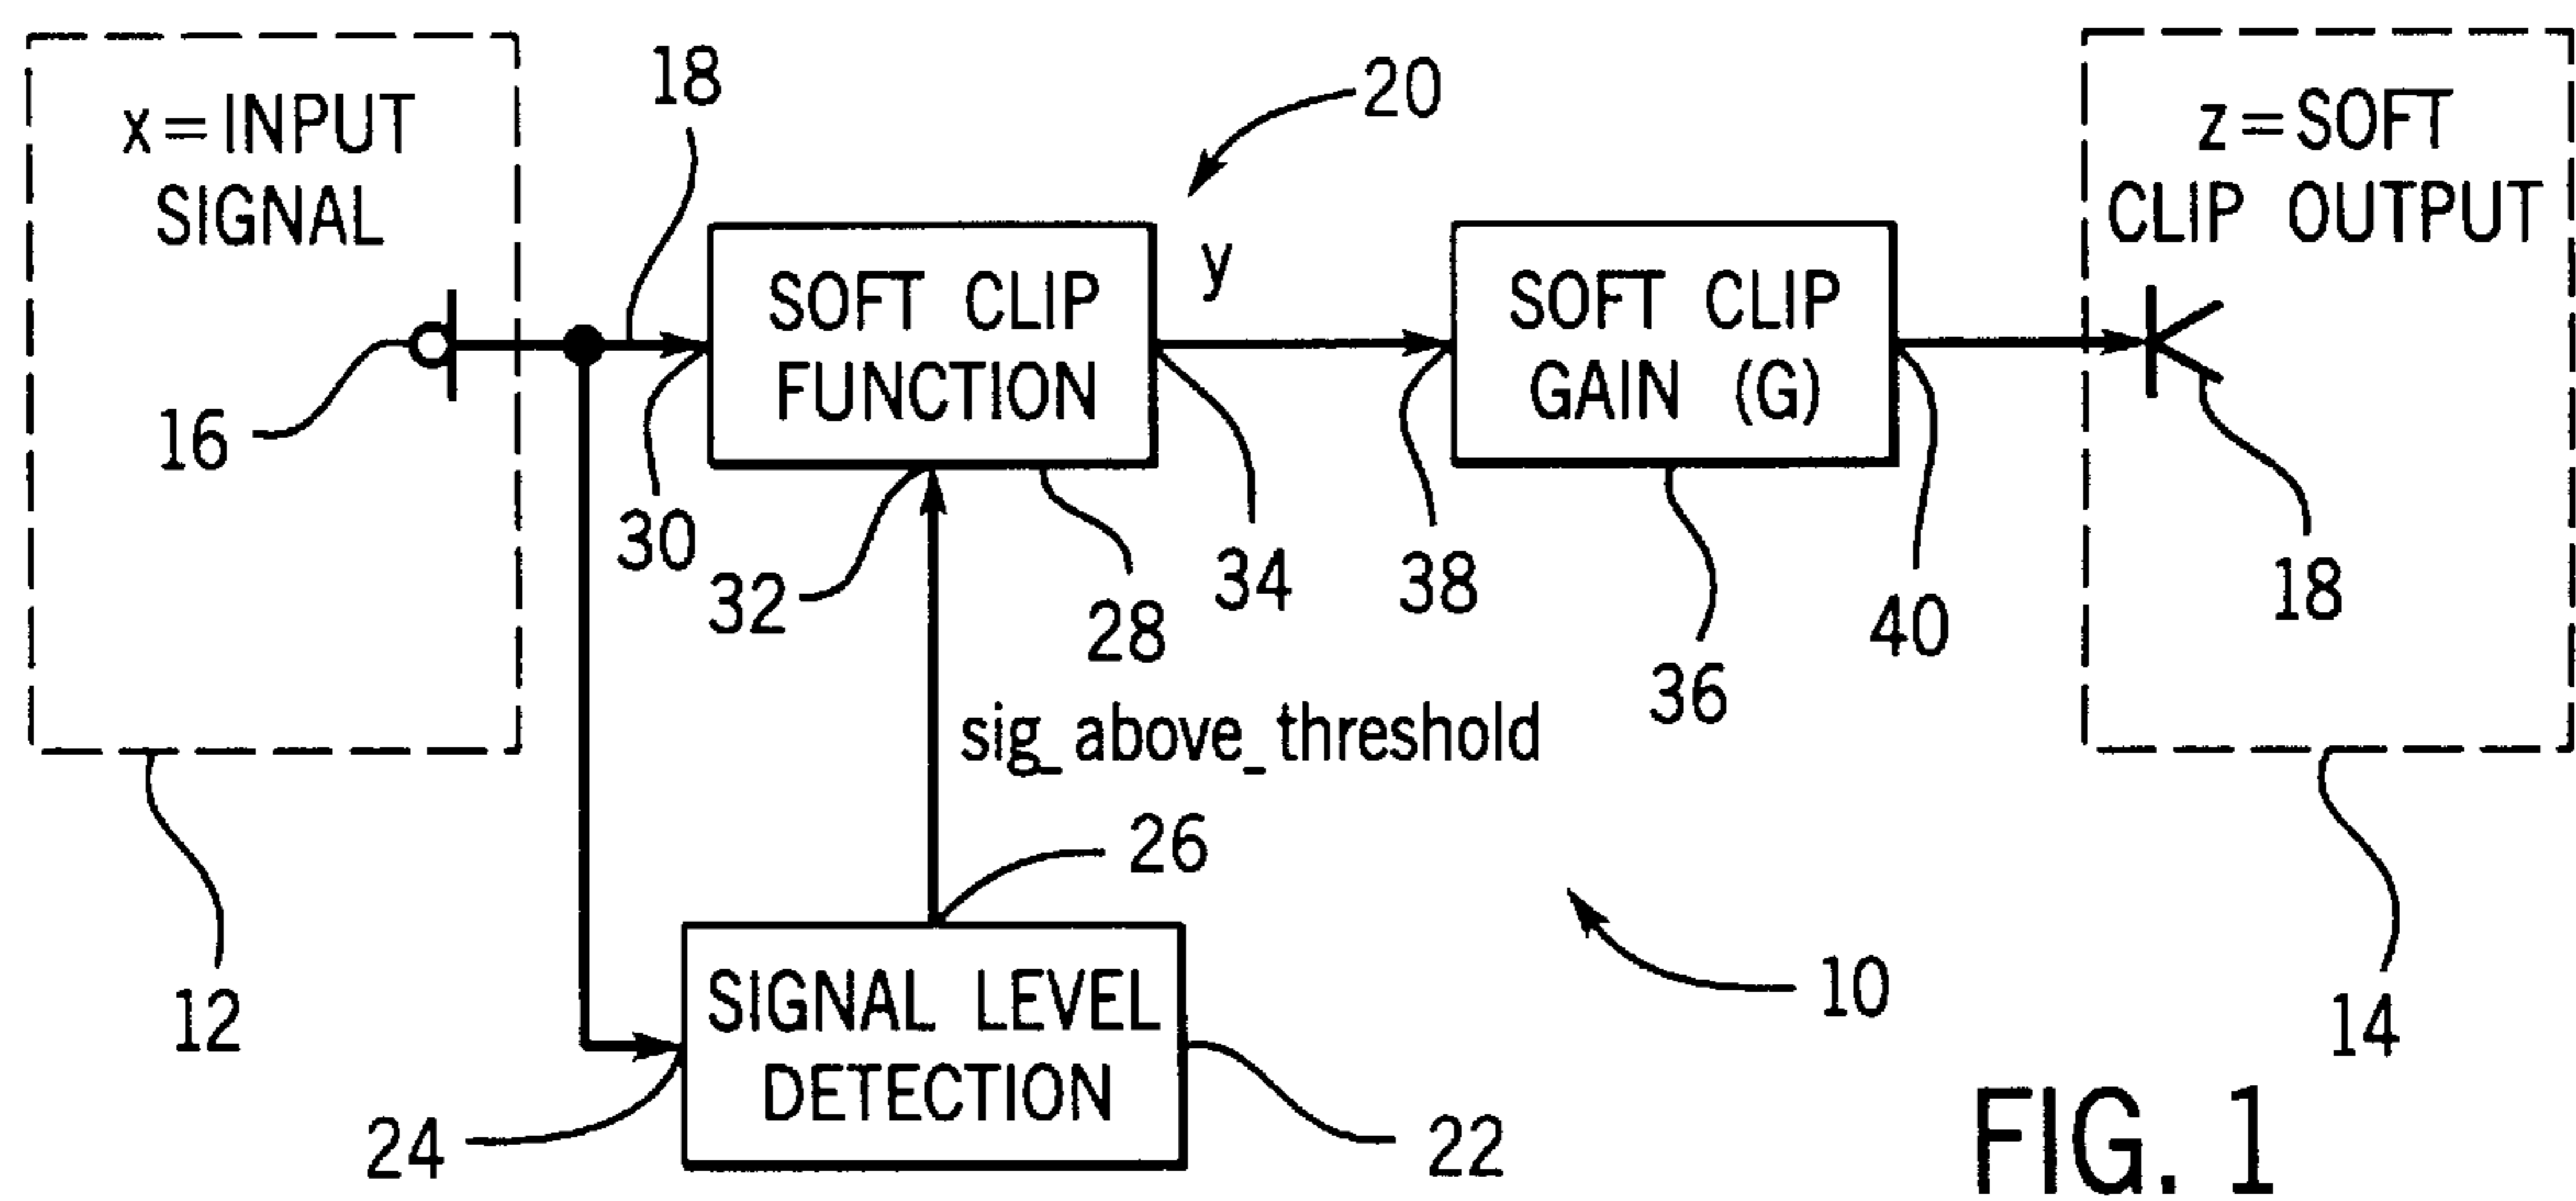 x=INPUT
SIGNAL
18
20
z=SOFT
CLIP OUTPUT
SOFT CLIP
FUNCTION
y
SOFT CLIP
GAIN (G)
16
30
32
28
34
38
36
40
18
sig_above_threshold
26
12
SIGNAL LEVEL
DETECTION
10
14
24
22
FIG. 1